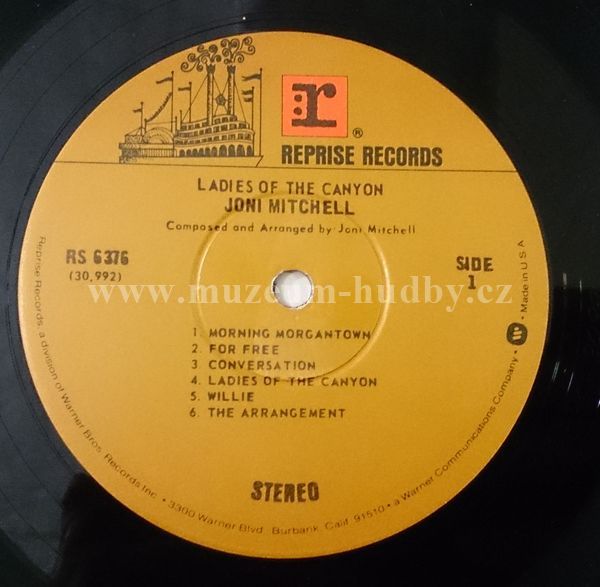 r
®
REPRISE RECORDS
LADIES OF THE CANYON
JONI MITCHELL
Composed and Arranged by Joni Mitchell
RS 6376
(30,992)
SIDE
1
www.muzeum-hudby.cz
1. MORNING MORGANTOWN
2. FOR FREE
3. CONVERSATION
4. LADIES OF THE CANYON
5. WILLIE
6. THE ARRANGEMENT
STEREO
Reprise Records, a division of Warner Bros. Records Inc. • 3300 Warner Blvd., Burbank, Calif. 91510 • a Warner Communications Company • Made in U.S.A.